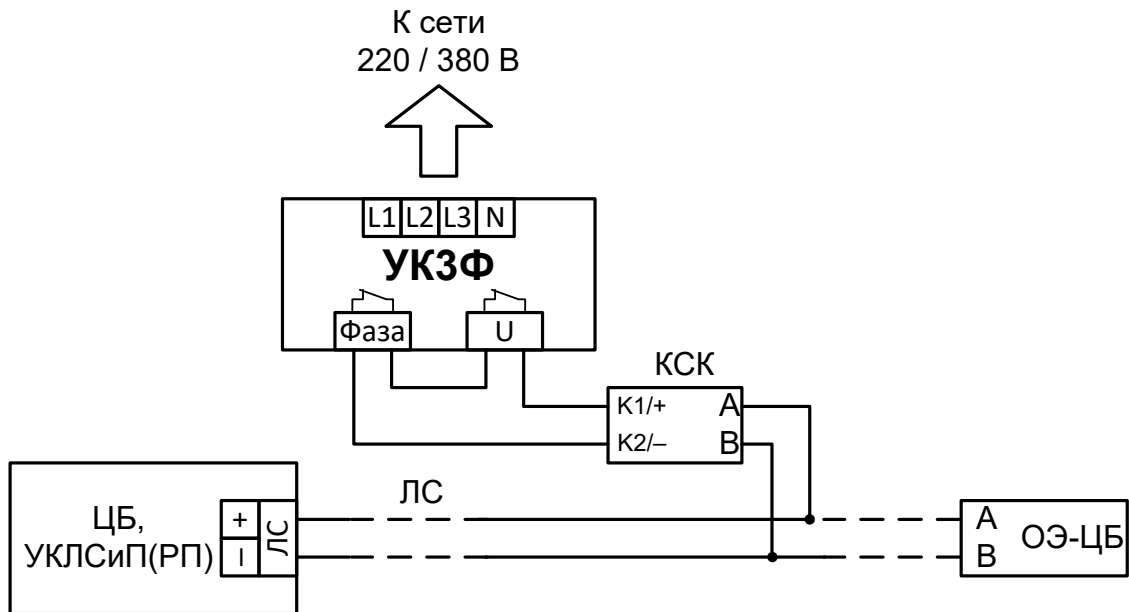 К сети
220 / 380 В
L1 L2 L3 N
УКЗФ
Фаза U
КСК
К1/+ А
К2/– В
ЛС
ЦБ,
УКЛСиП(РП)
+
–
ЛС
А
В
ОЭ-ЦБ